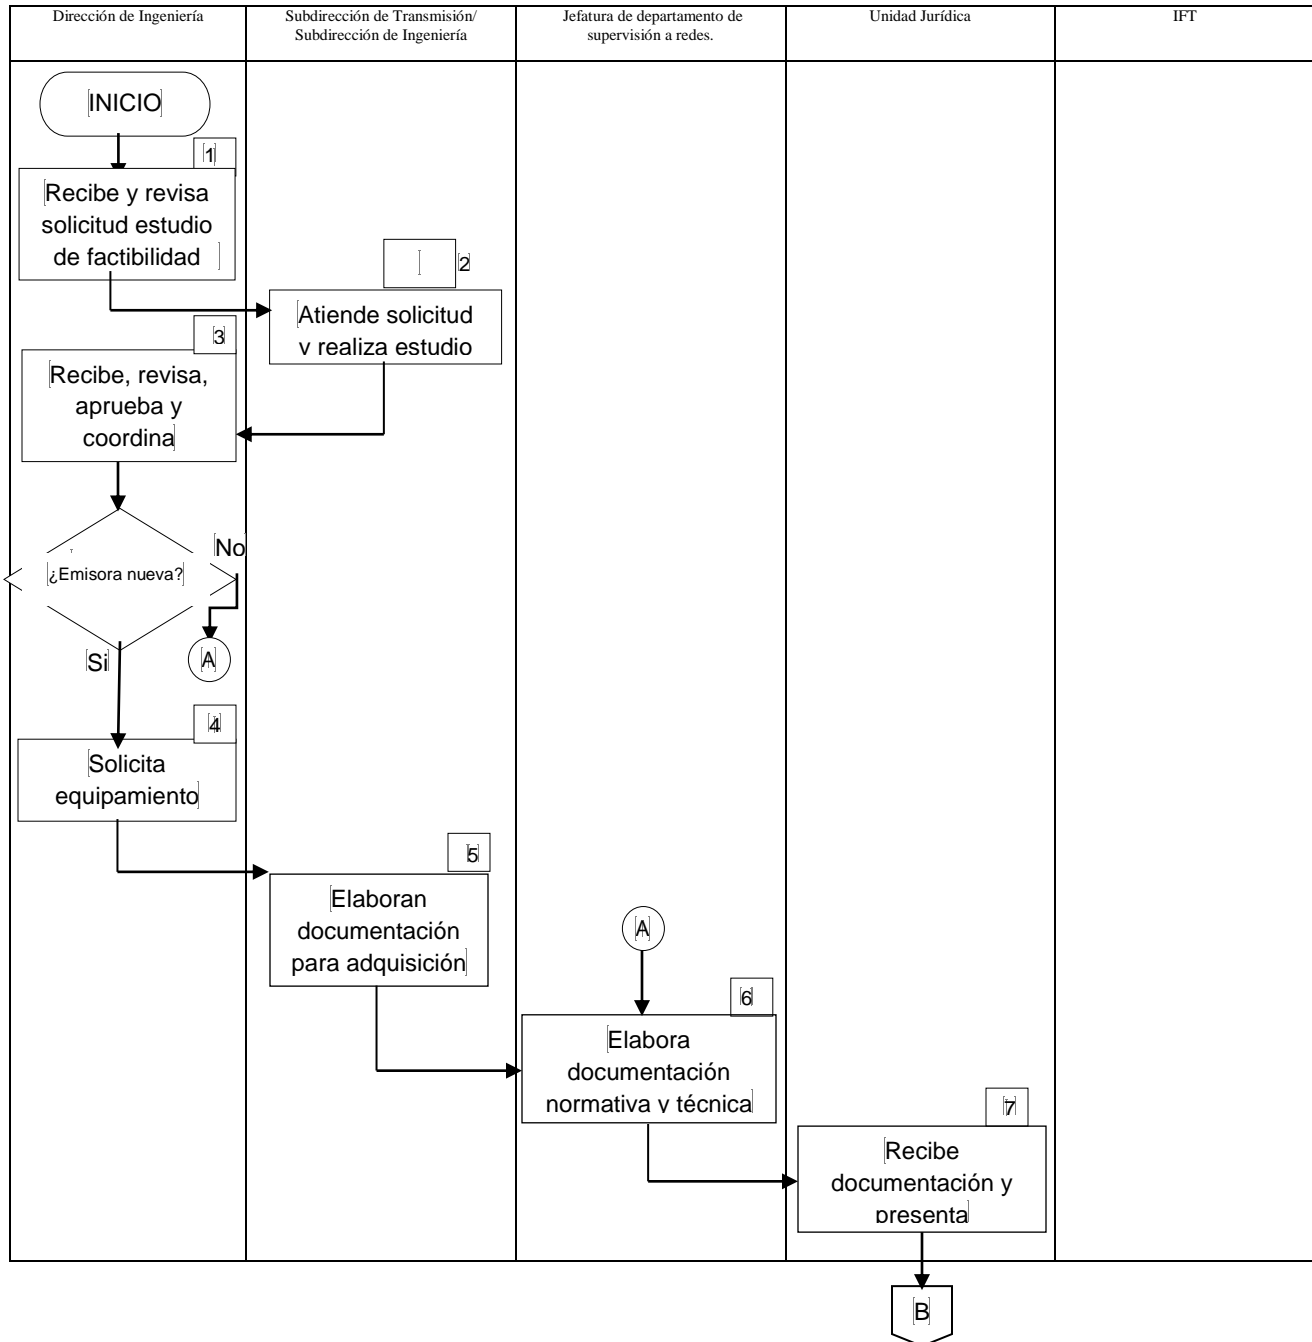 Dirección de Ingeniería
Subdirección de Transmisión/
Subdirección de Ingeniería
Jefatura de departamento de
supervisión a redes.
Unidad Jurídica
IFT
INICIO
1
Recibe y revisa
solicitud estudio
de factibilidad
2
Atiende solicitud
y realiza estudio
3
Recibe, revisa,
aprueba y
coordina
¿Emisora nueva?
No
A
Si
4
Solicita
equipamiento
5
Elaboran
documentación
para adquisición
A
6
Elabora
documentación
normativa y técnica
7
Recibe
documentación y
presenta
B